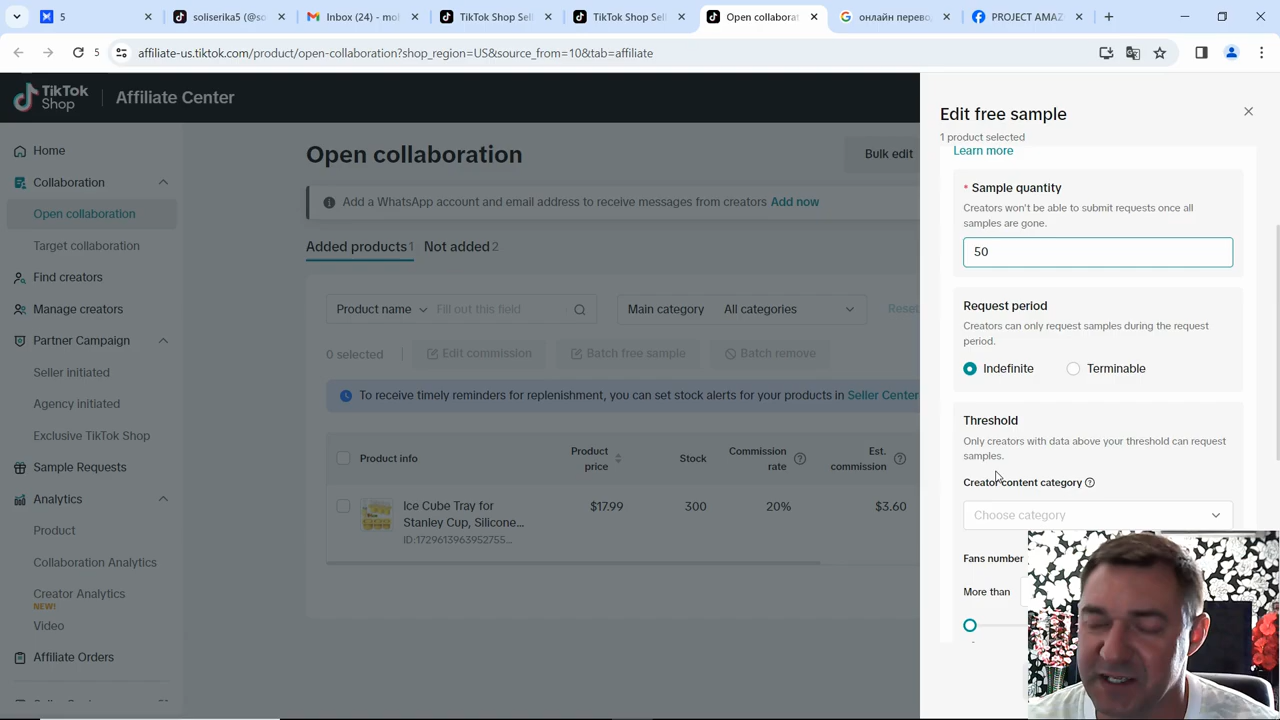 5
soliserika5 (@so
Inbox (24) - mol
TikTok Shop Sell
TikTok Shop Sell
Open collaborat
онлайн перево
PROJECT AMAZ
5
affiliate-us.tiktok.com/product/open-collaboration?shop_region=US&source_from=10&tab=affiliate
TikTok
Shop
Affiliate Center
Home
Collaboration
Open collaboration
Target collaboration
Find creators
Manage creators
Partner Campaign
Seller initiated
Agency initiated
Exclusive TikTok Shop
Sample Requests
Analytics
Product
Collaboration Analytics
Creator Analytics
NEW!
Video
Affiliate Orders
Open collaboration
Bulk edit
Add a WhatsApp account and email address to receive messages from creators Add now
Added products 1 Not added 2
Product name Fill out this field
Main category All categories
Reset
0 selected
Edit commission
Batch free sample
Batch remove
To receive timely reminders for replenishment, you can set stock alerts for your products in Seller Center
Product info
Product price
Stock
Commission rate
Est. commission
Ice Cube Tray for
Stanley Cup, Silicone...
ID:1729613963952755...
$17.99
300
20%
$3.60
Edit free sample
1 product selected
Learn more
* Sample quantity
Creators won't be able to submit requests once all
samples are gone.
50
Request period
Creators can only request samples during the request
period.
Indefinite Terminable
Threshold
Only creators with data above your threshold can request
samples.
Creator content category
Choose category
Fans number
More than